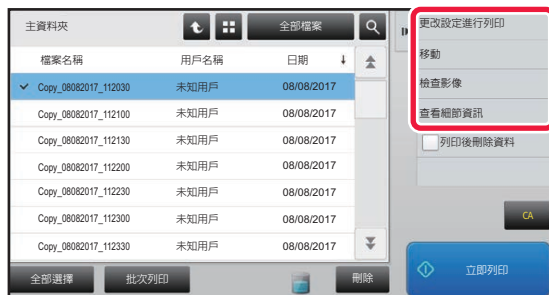 主資料夾 全部檔案
檔案名稱 用戶名稱 日期
Copy_08082017_112030 未知用戶 08/08/2017
Copy_08082017_112100 未知用戶 08/08/2017
Copy_08082017_112130 未知用戶 08/08/2017
Copy_08082017_112200 未知用戶 08/08/2017
Copy_08082017_112230 未知用戶 08/08/2017
Copy_08082017_112300 未知用戶 08/08/2017
Copy_08082017_112330 未知用戶 08/08/2017
全部選擇 批次列印 刪除
更改設定進行列印
移動
檢查影像
查看細節資訊
列印後刪除資料
CA
立即列印